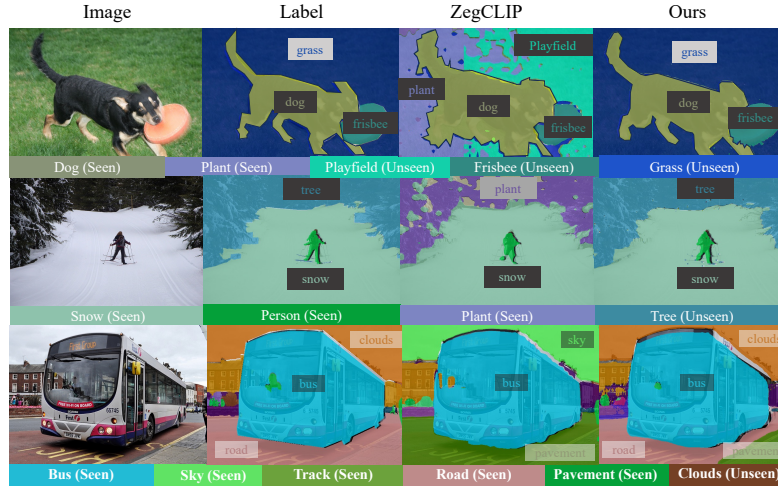 Image Label ZegCLIP Ours
grass Playfield grass
plant
dog dog dog
frisbee frisbee frisbee
Dog (Seen) Plant (Seen) Playfield (Unseen) Frisbee (Unseen) Grass (Unseen)
tree plant tree
snow snow snow
Snow (Seen) Person (Seen) Plant (Seen) Tree (Unseen)
clouds sky clouds
bus bus bus
65745
road pavement road pavement
Bus (Seen) Sky (Seen) Track (Seen) Road (Seen) Pavement (Seen) Clouds (Unseen)